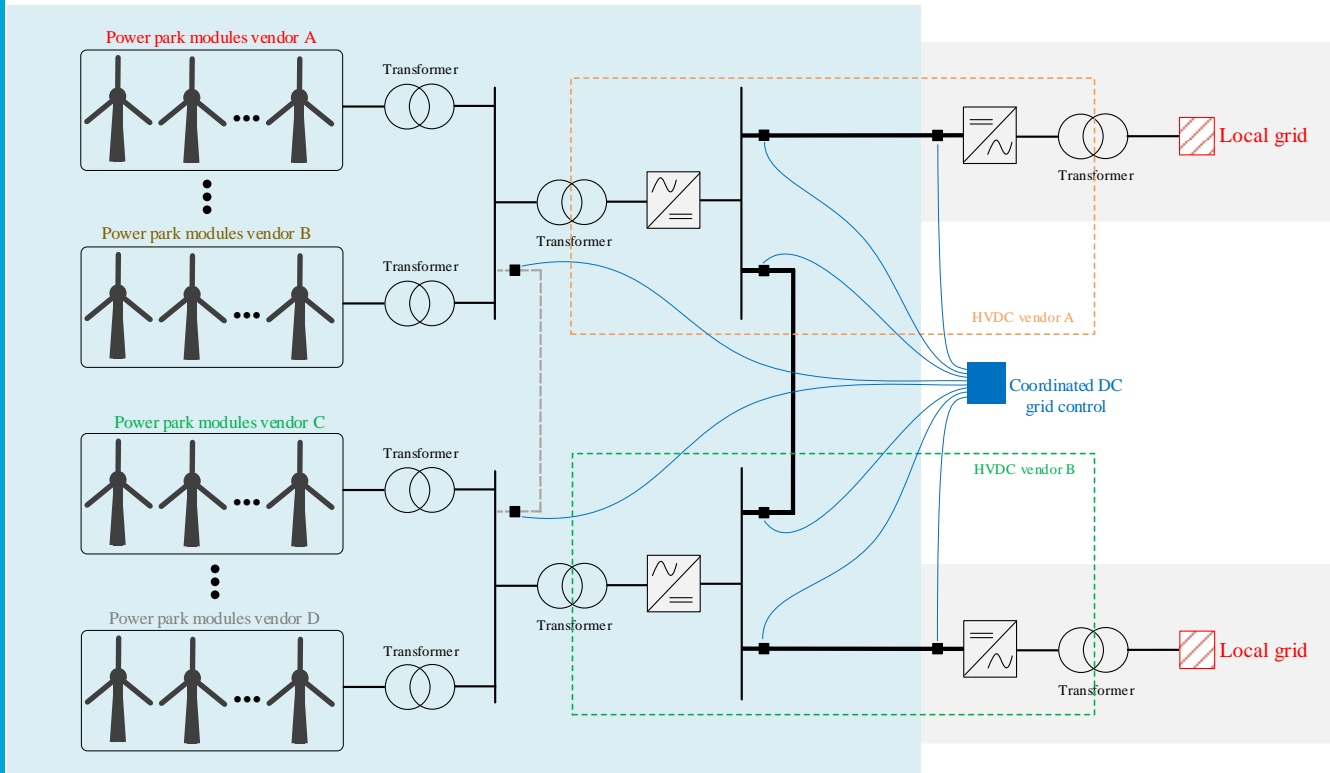 Power park modules vendor A
Transformer
Transformer
Local grid
Transformer
Power park modules vendor B
Transformer
Transformer
HVDC vendor A
Coordinated DC
grid control
Power park modules vendor C
Transformer
HVDC vendor B
Power park modules vendor D
Transformer
Transformer
Local grid
Transformer